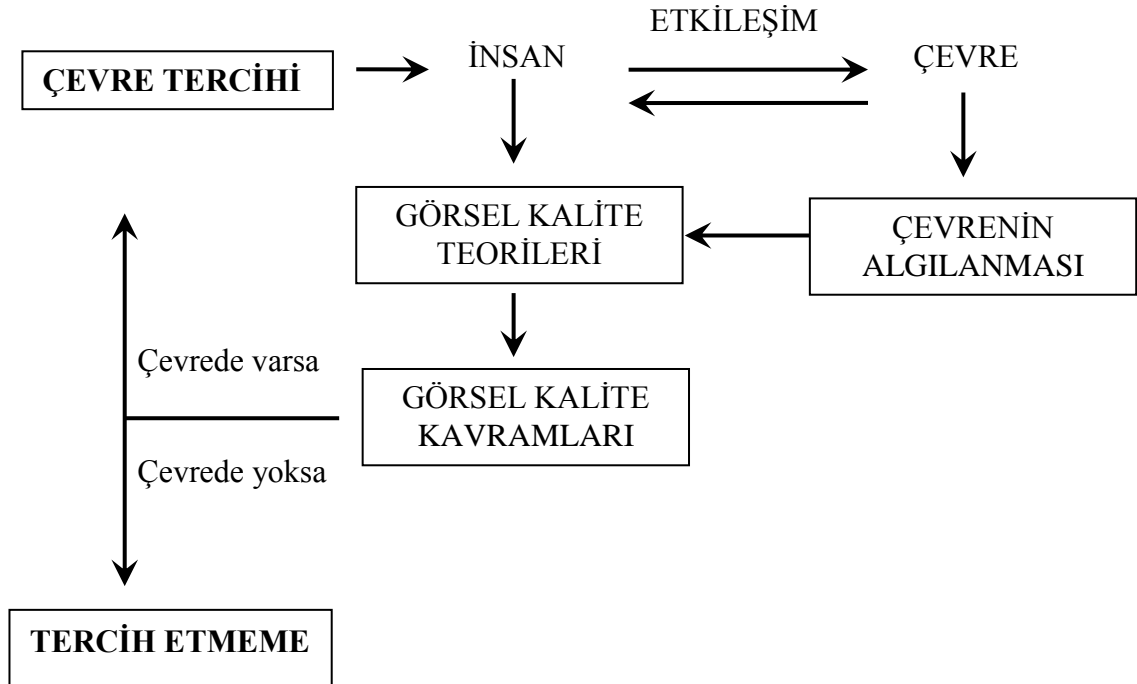 ETKİLEŞİM
ÇEVRE TERCİHİ
İNSAN
ÇEVRE
GÖRSEL KALİTE
TEORİLERİ
ÇEVRENİN
ALGILANMASI
Çevrede varsa
GÖRSEL KALİTE
KAVRAMLARI
Çevrede yoksa
TERCİH ETMEME